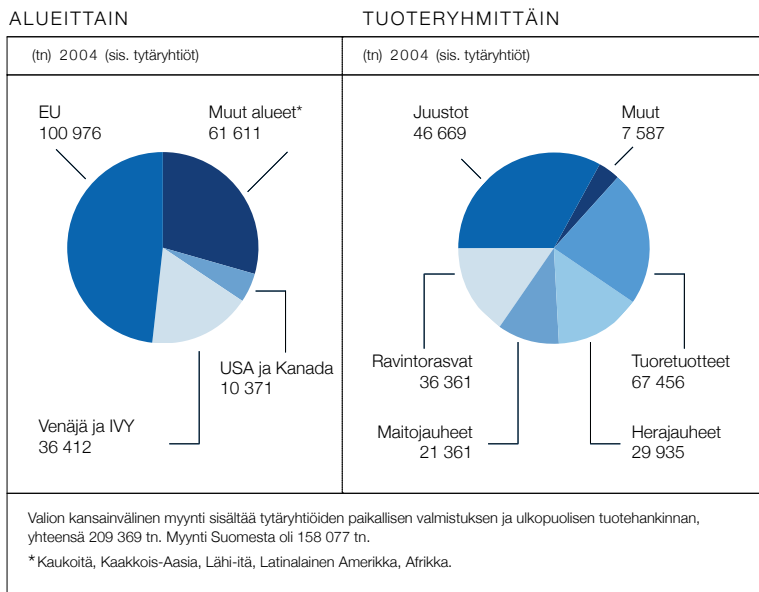 ALUEITTAIN
(tn) 2004 (sis. tytäryhtiöt)
EU
100 976
Muut alueet*
61 611
USA ja Kanada
10 371
Venäjä ja IVY
36 412
TUOTERYHMITTÄIN
(tn) 2004 (sis. tytäryhtiöt)
Juustot
46 669
Muut
7 587
Ravintorasvat
36 361
Tuoretuotteet
67 456
Maitojauheet
21 361
Herajauheet
29 935
Valion kansainvälinen myynti sisältää tytäryhtiöiden paikallisen valmistuksen ja ulkopuolisen tuotehankinnan,
yhteensä 209 369 tn. Myynti Suomesta oli 158 077 tn.
*Kaukoitä, Kaakkois-Aasia, Lähi-itä, Latinalainen Amerikka, Afrikka.